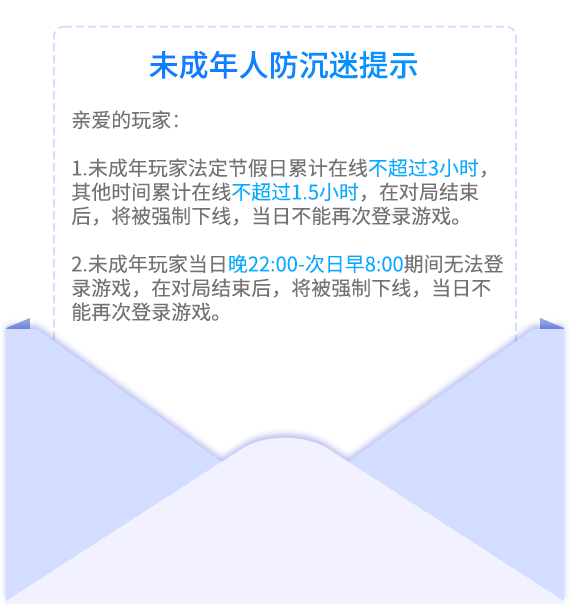 未成年人防沉迷提示
亲爱的玩家：
1.未成年玩家法定节假日累计在线不超过3小时，
其他时间累计在线不超过1.5小时，在对局结束
后，将被强制下线，当日不能再次登录游戏。
2.未成年玩家当日晚22:00-次日早8:00期间无法登
录游戏，在对局结束后，将被强制下线，当日不
能再次登录游戏。